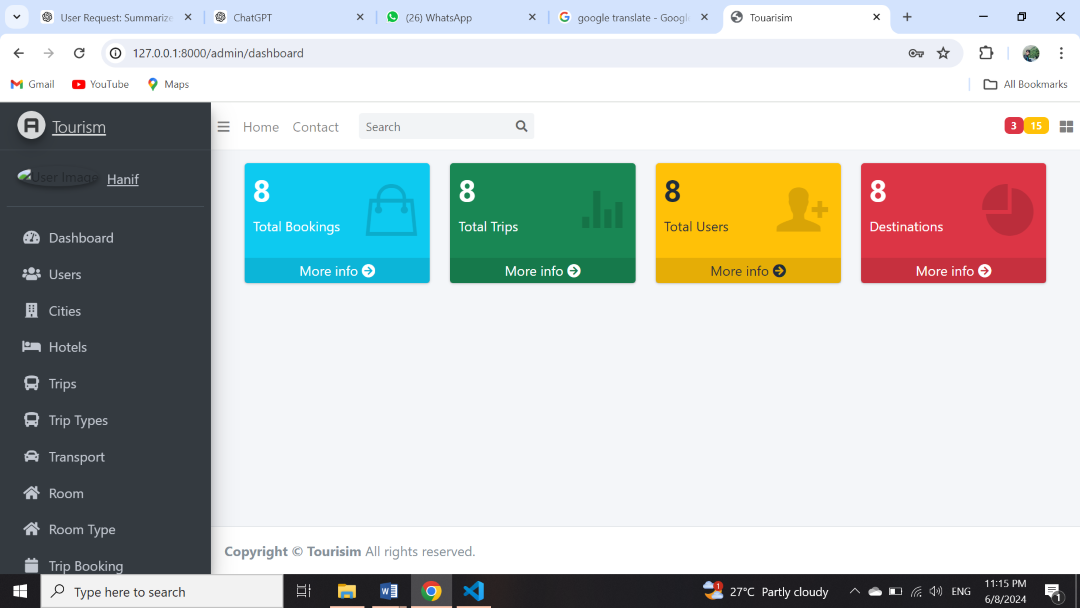 User Request: Summarize
ChatGPT
(26) WhatsApp
google translate - Googl
Touarisim
127.0.0.1:8000/admin/dashboard
Gmail
YouTube
Maps
All Bookmarks
Tourism
Home
Contact
Search
3
15
User Image
Hanif
8
Total Bookings
More info
8
Total Trips
More info
8
Total Users
More info
8
Destinations
More info
Dashboard
Users
Cities
Hotels
Trips
Trip Types
Transport
Room
Room Type
Trip Booking
Copyright © Tourisim All rights reserved.
Type here to search
1
27°C Partly cloudy
ENG
11:15 PM
6/8/2024
1